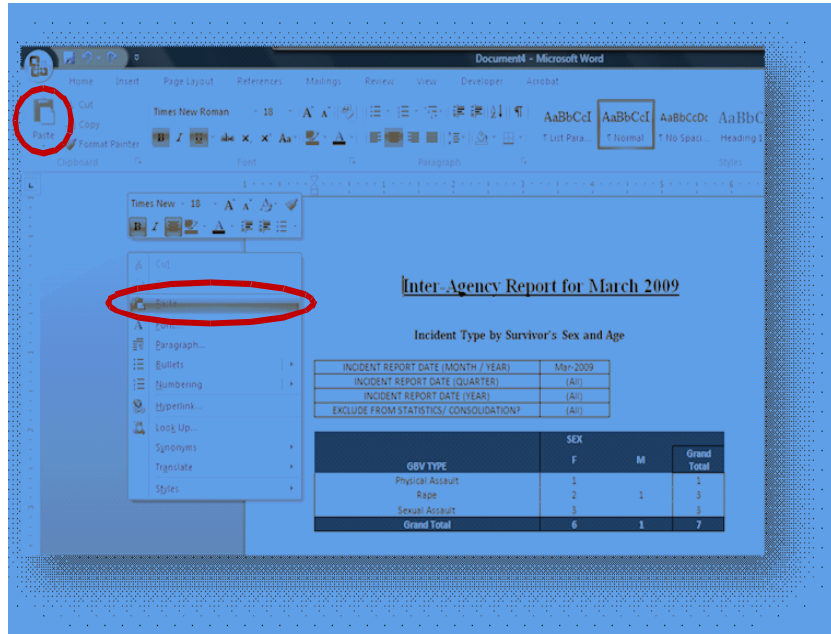 Document4 - Microsoft Word
Home Insert Page Layout References Mailings Review View Developer Acrobat
Cut
Copy
Format Painter
Paste
Times New Roman 18 A A
B I U abe x, x² Aa A
AaBbCcI AaBbCcI AaBbCcDc AaBbC
¶ List Para... ¶ Normal ¶ No Spaci... Heading 1
Clipboard Font Paragraph Styles
Times New 18 A A
B I A
Cut
Paste
Font...
Paragraph...
Bullets
Numbering
Hyperlink...
Look Up...
Synonyms
Translate
Styles
Inter-Agency Report for March 2009
Incident Type by Survivor's Sex and Age
INCIDENT REPORT DATE (MONTH / YEAR) Mar-2009
INCIDENT REPORT DATE (QUARTER) (All)
INCIDENT REPORT DATE (YEAR) (All)
EXCLUDE FROM STATISTICS/ CONSOLIDATION? (All)
SEX
GBV TYPE F M Grand Total
Physical Assault 1 1
Rape 2 1 3
Sexual Assault 3 3
Grand Total 6 1 7